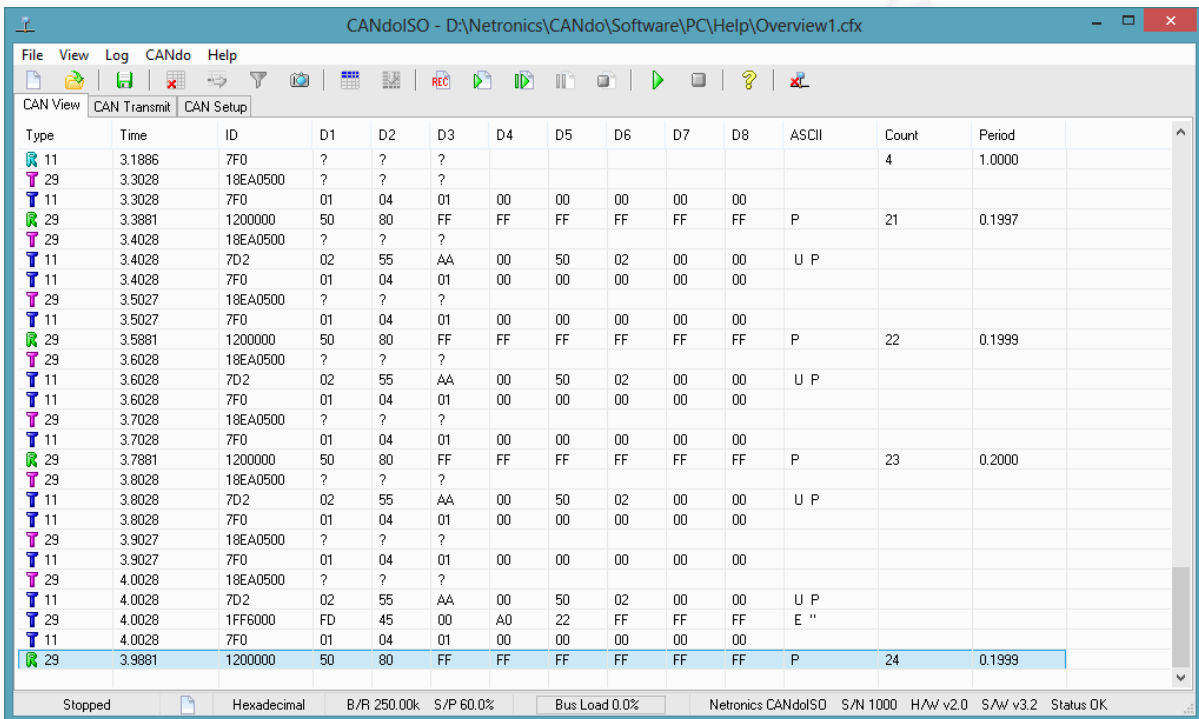 CANdoISO - D:\Netronics\CANdo\Software\PC\Help\Overview1.cfx
File View Log CANdo Help
REC
CAN View CAN Transmit CAN Setup
Type Time ID D1 D2 D3 D4 D5 D6 D7 D8 ASCII Count Period
R 11 3.1886 7F0 ? ? ? 4 1.0000
T 29 3.3028 18EA0500 ? ? ?
T 11 3.3028 7F0 01 04 01 00 00 00 00 00
R 29 3.3881 1200000 50 80 FF FF FF FF FF FF P 21 0.1997
T 29 3.4028 18EA0500 ? ? ?
T 11 3.4028 7D2 02 55 AA 00 50 02 00 00 U P
T 11 3.4028 7F0 01 04 01 00 00 00 00 00
T 29 3.5027 18EA0500 ? ? ?
T 11 3.5027 7F0 01 04 01 00 00 00 00 00
R 29 3.5881 1200000 50 80 FF FF FF FF FF FF P 22 0.1999
T 29 3.6028 18EA0500 ? ? ?
T 11 3.6028 7D2 02 55 AA 00 50 02 00 00 U P
T 11 3.6028 7F0 01 04 01 00 00 00 00 00
T 29 3.7028 18EA0500 ? ? ?
T 11 3.7028 7F0 01 04 01 00 00 00 00 00
R 29 3.7881 1200000 50 80 FF FF FF FF FF FF P 23 0.2000
T 29 3.8028 18EA0500 ? ? ?
T 11 3.8028 7D2 02 55 AA 00 50 02 00 00 U P
T 11 3.8028 7F0 01 04 01 00 00 00 00 00
T 29 3.9027 18EA0500 ? ? ?
T 11 3.9027 7F0 01 04 01 00 00 00 00 00
T 29 4.0028 18EA0500 ? ? ?
T 11 4.0028 7D2 02 55 AA 00 50 02 00 00 U P
T 29 4.0028 1FF6000 FD 45 00 A0 22 FF FF FF E "
T 11 4.0028 7F0 01 04 01 00 00 00 00 00
R 29 3.9881 1200000 50 80 FF FF FF FF FF FF P 24 0.1999
Stopped Hexadecimal B/R 250.00k S/P 60.0% Bus Load 0.0% Netronics CANdoISO S/N 1000 H/W v2.0 S/W v3.2 Status OK